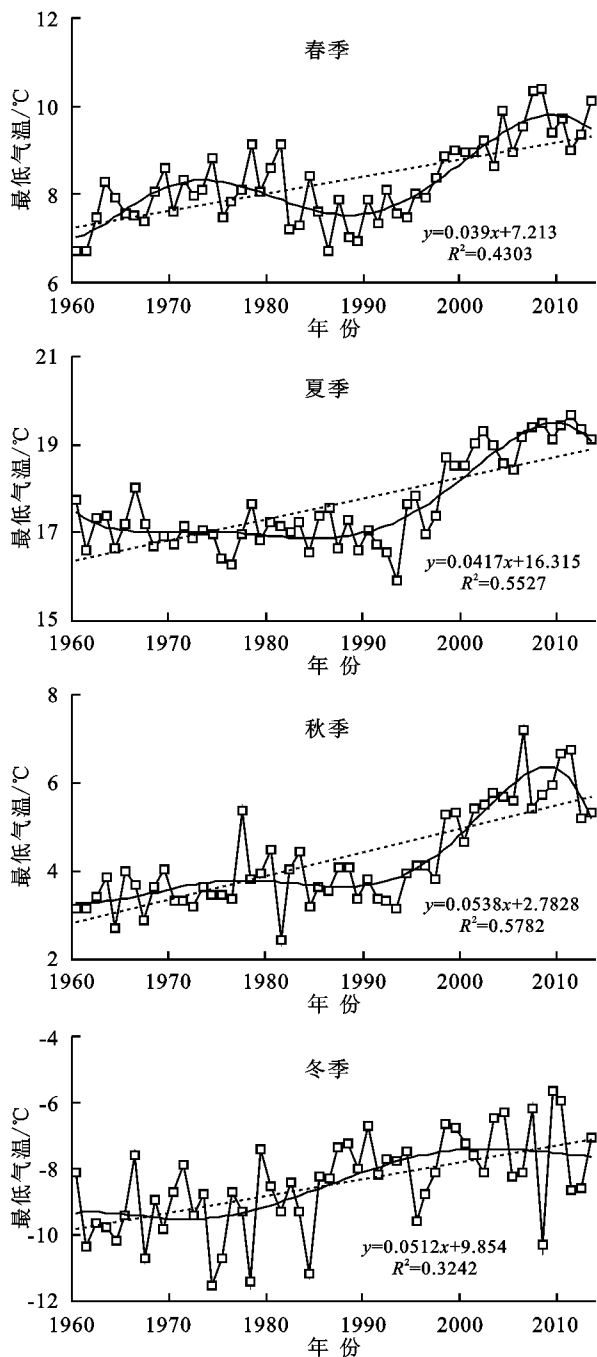 12
春季
10
最低气温/℃
8
y=0.039x+7.213
R²=0.4303
6
1960 1970 1980 1990 2000 2010
年 份
21
夏季
19
最低气温/℃
17
y=0.0417x+16.315
R²=0.5527
15
1960 1970 1980 1990 2000 2010
年 份
8
秋季
6
最低气温/℃
4
y=0.0538x+2.7828
R²=0.5782
2
1960 1970 1980 1990 2000 2010
年 份
-4
冬季
-6
最低气温/℃
-8
-10
y=0.0512x+9.854
R²=0.3242
-12
1960 1970 1980 1990 2000 2010
年 份